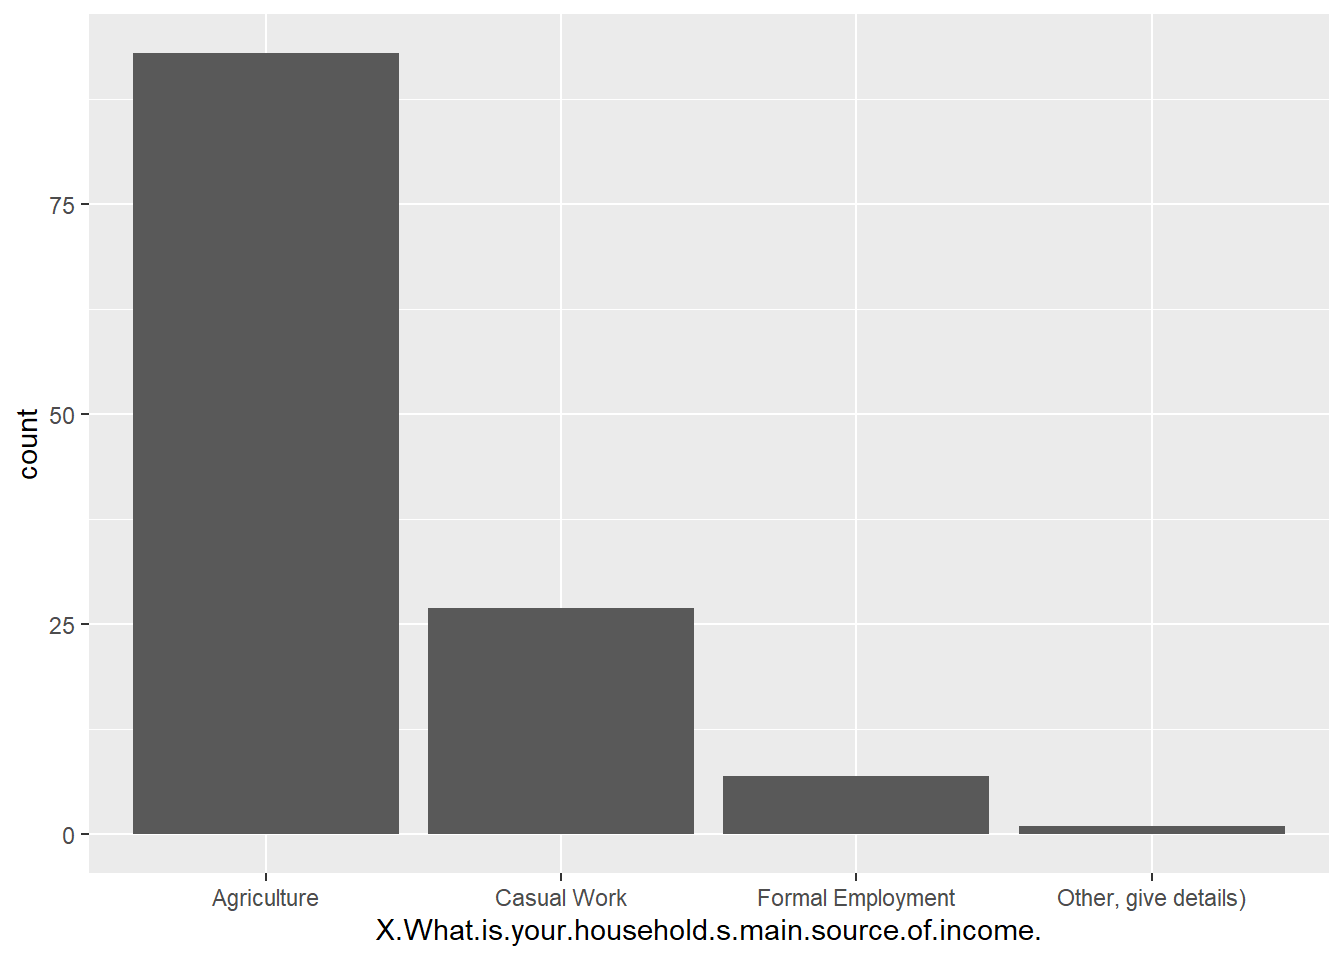 75
50
25
0
count
Agriculture
Casual Work
Formal Employment
Other, give details)
X.What.is.your.household.s.main.source.of.income.